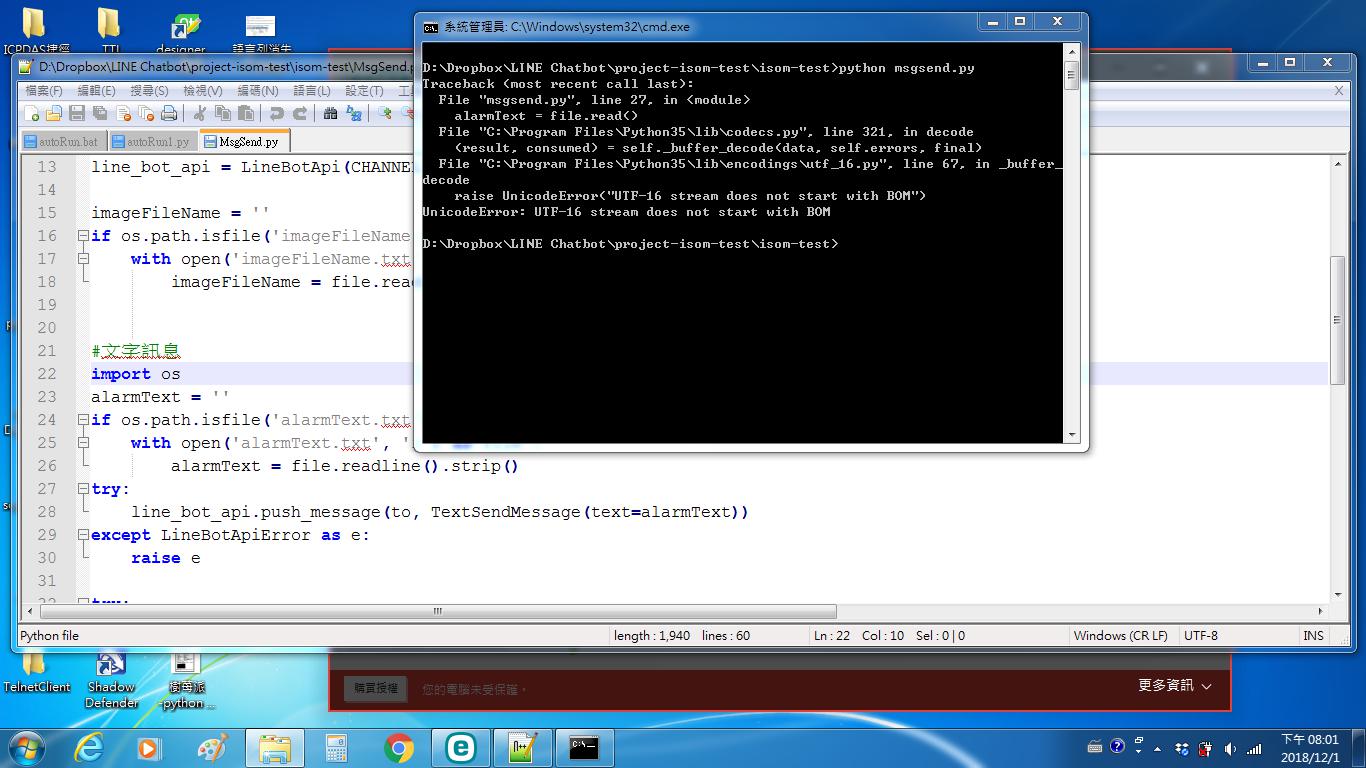 ICPDAS捷徑
TTL
designer
語言列消失
系統管理員: C:\Windows\system32\cmd.exe
D:\Dropbox\LINE Chatbot\project-isom-test\isom-test>python msgsend.py
Traceback (most recent call last):
File "msgsend.py", line 27, in <module>
alarmText = file.read()
File "C:\Program Files\Python35\lib\codecs.py", line 321, in decode
(result, consumed) = self._buffer_decode(data, self.errors, final)
File "C:\Program Files\Python35\lib\encodings\utf_16.py", line 67, in _buffer_
decode
raise UnicodeError("UTF-16 stream does not start with BOM")
UnicodeError: UTF-16 stream does not start with BOM
D:\Dropbox\LINE Chatbot\project-isom-test\isom-test>
D:\Dropbox\LINE Chatbot\project-isom-test\isom-test\MsgSend.p
檔案(F) 編輯(E) 搜尋(S) 檢視(V) 編碼(N) 語言(L) 設定(T) 工
X
autoRun.bat autoRun1.py MsgSend.py
13 line_bot_api = LineBotApi(CHANNE
14
15 imageFileName = ''
16 if os.path.isfile('imageFileName
17 with open('imageFileName.txt
18 imageFileName = file.rea
19
20
21 #文字訊息
22 import os
23 alarmText = ''
24 if os.path.isfile('alarmText.txt
25 with open('alarmText.txt', '
26 alarmText = file.readline().strip()
27 try:
28 line_bot_api.push_message(to, TextSendMessage(text=alarmText))
29 except LineBotApiError as e:
30 raise e
31
32 try:
Python file length : 1,940 lines : 60 Ln : 22 Col : 10 Sel : 0 | 0 Windows (CR LF) UTF-8 INS
TelnetClient
Shadow
Defender
樹莓派
-python ...
購買授權
您的電腦未受保護。
更多資訊
下午 08:01
2018/12/1